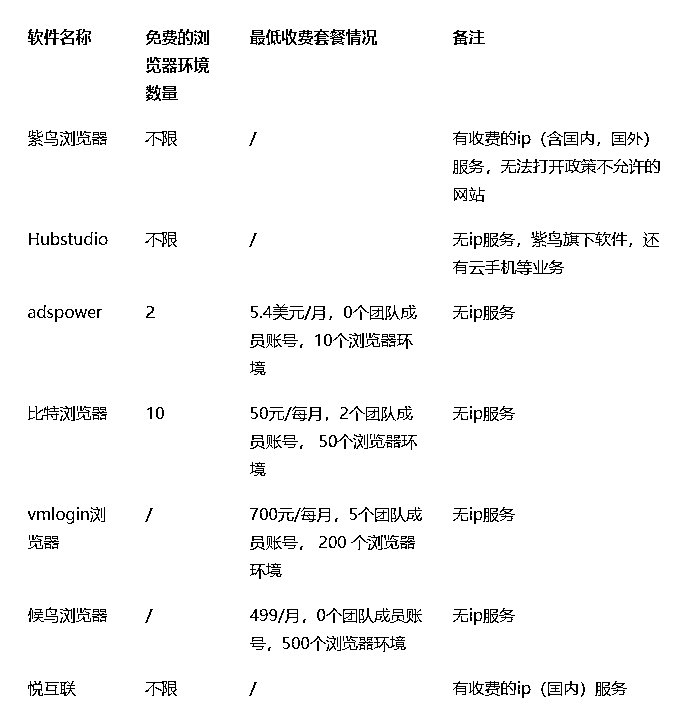 软件名称 免费的浏 最低收费套餐情况 备注
览器环境
数量
紫鸟浏览器 不限 / 有收费的ip（含国内，国外）
服务，无法打开政策不允许的
网站
Hubstudio 不限 / 无ip服务，紫鸟旗下软件，还
有云手机等业务
adspower 2 5.4美元/月，0个团队成 无ip服务
员账号，10个浏览器环
境
比特浏览器 10 50元/每月，2个团队成 无ip服务
员账号， 50个浏览器环
境
vmlogin浏 / 700元/每月，5个团队成 无ip服务
览器 员账号， 200 个浏览器
环境
候鸟浏览器 / 499/月，0个团队成员账 无ip服务
号，500个浏览器环境
悦互联 不限 / 有收费的ip（国内）服务